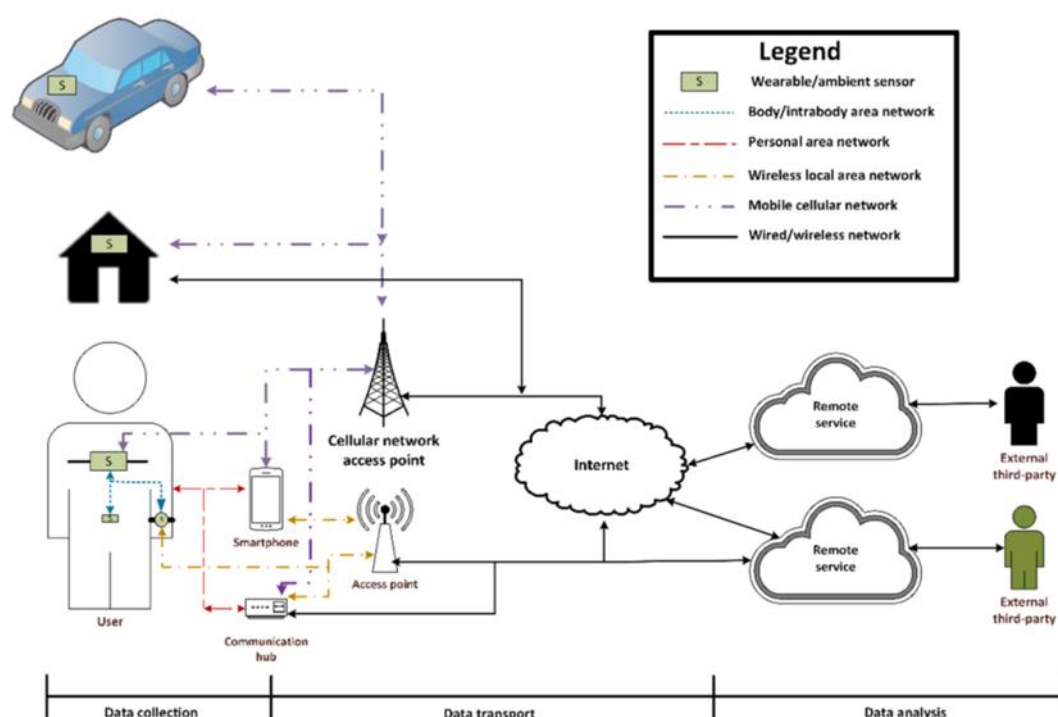 Legend
S
Wearable/ambient sensor
Body/intrabody area network
Personal area network
Wireless local area network
Mobile cellular network
Wired/wireless network
S
S
S
Cellular network
access point
Internet
Remote
service
External
third-party
Smartphone
Access point
Remote
service
External
third-party
User
Communication
hub
Data collection
Data transport
Data analysis